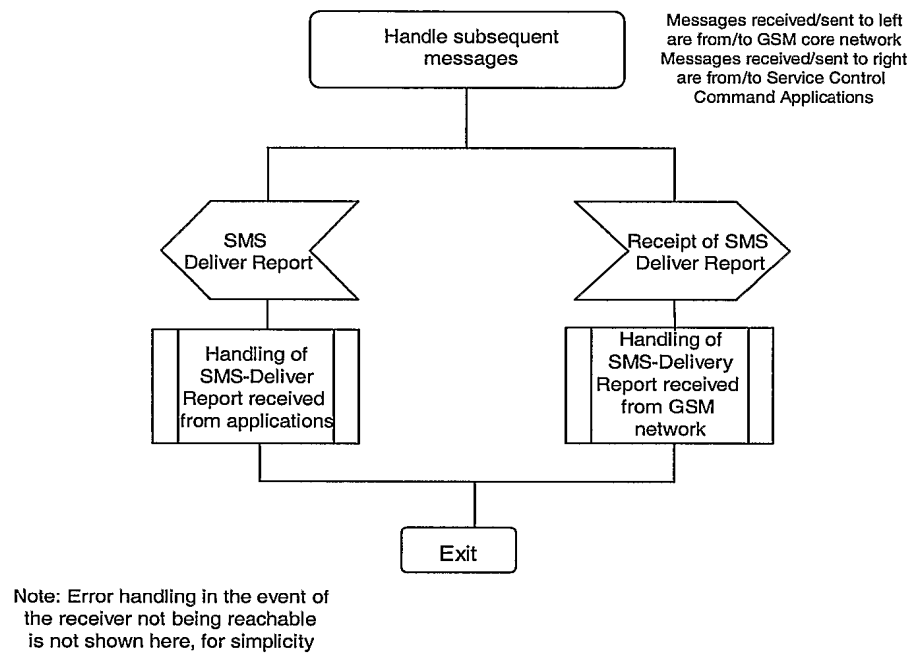 Handle subsequent
messages
Messages received/sent to left
are from/to GSM core network
Messages received/sent to right
are from/to Service Control
Command Applications
SMS
Deliver Report
Receipt of SMS
Deliver Report
Handling of
SMS-Deliver
Report received
from applications
Handling of
SMS-Delivery
Report received
from GSM
network
Exit
Note: Error handling in the event of
the receiver not being reachable
is not shown here, for simplicity